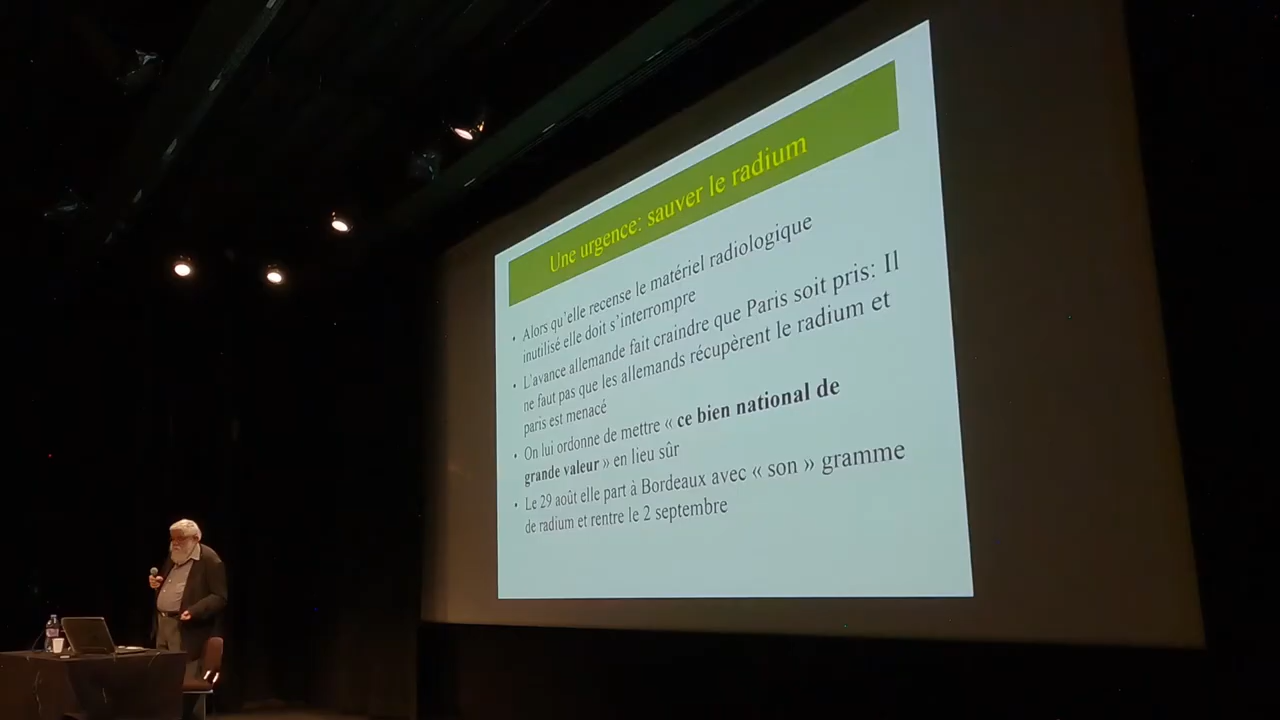 Une urgence: sauver le radium
• Alors qu'elle recense le matériel radiologique
inutilisé elle doit s'interrompre
• L'avance allemande fait craindre que Paris soit pris: Il
ne faut pas que les allemands récupèrent le radium et
paris est menacé
• On lui ordonne de mettre « ce bien national de
grande valeur » en lieu sûr
• Le 29 août elle part à Bordeaux avec « son » gramme
de radium et rentre le 2 septembre